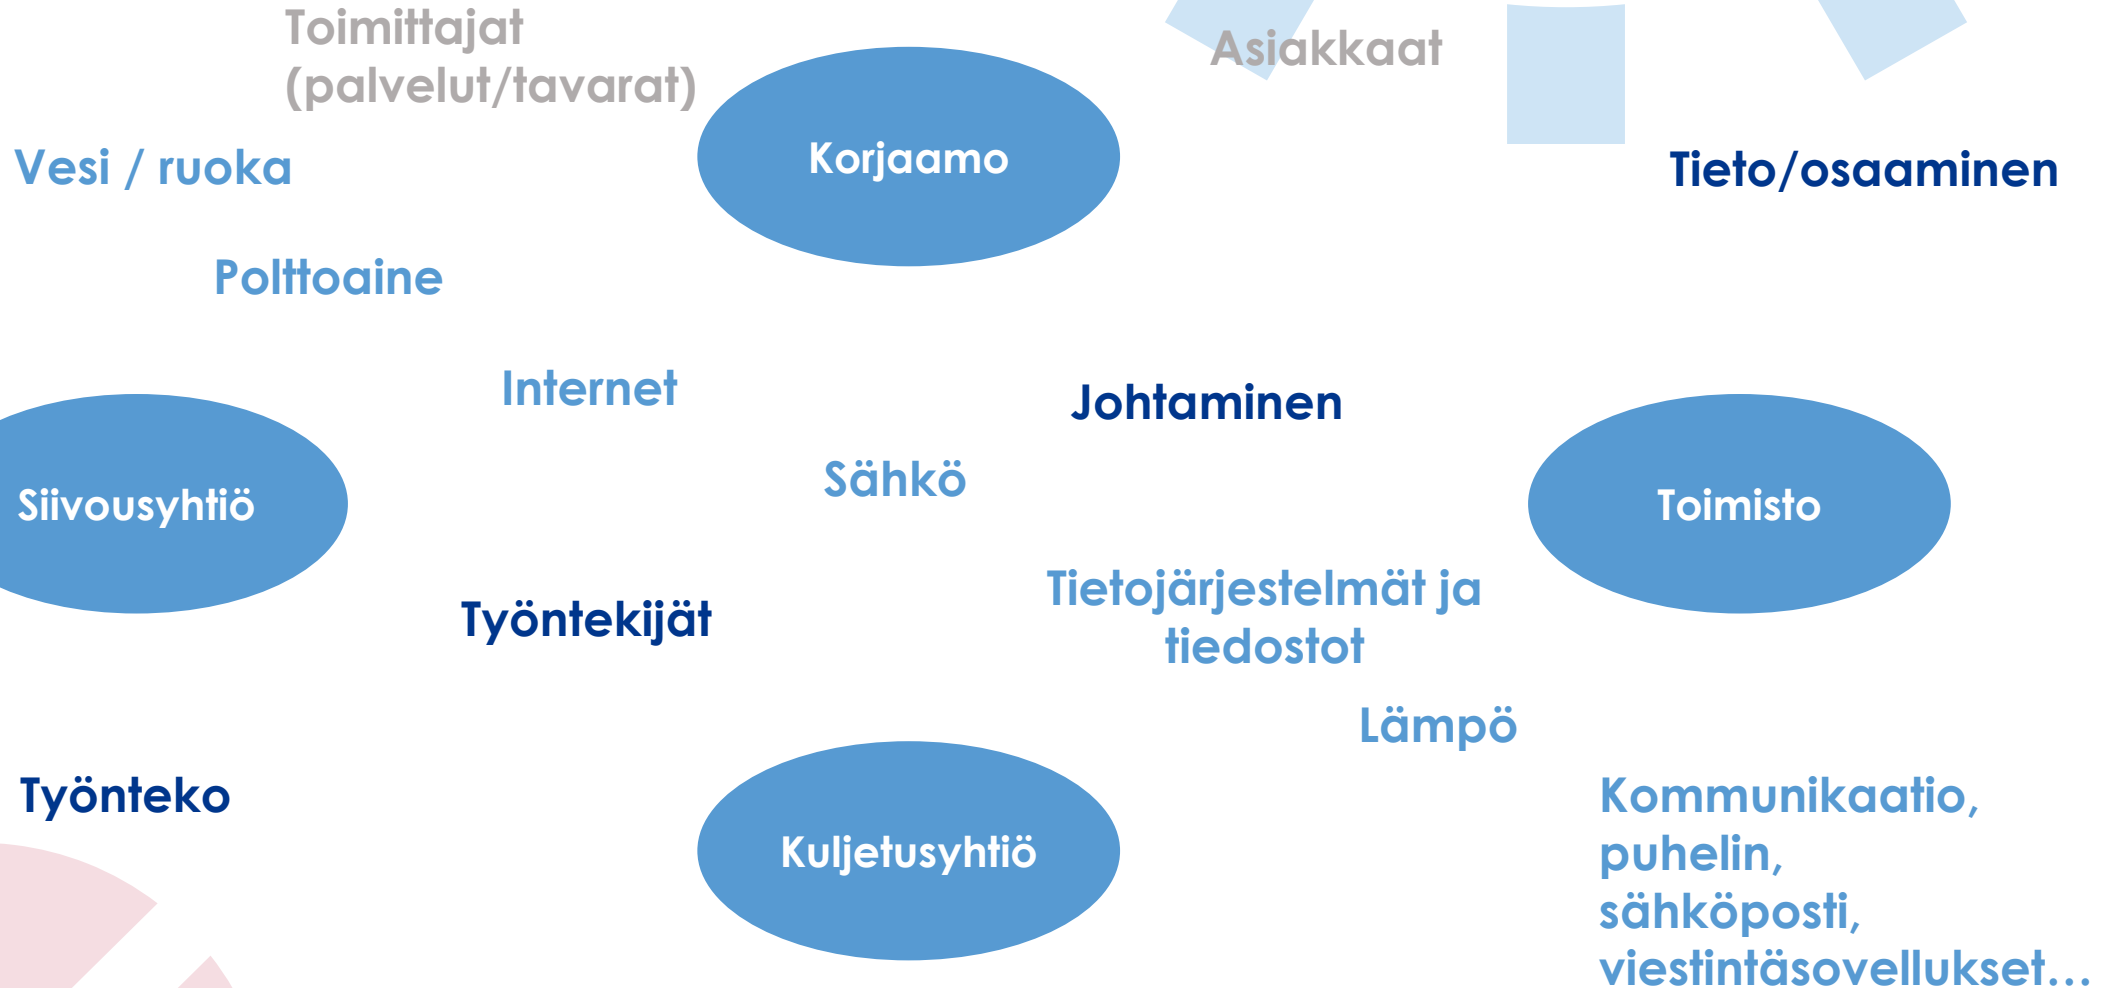 Toimittajat
(palvelut/tavarat)
Asiakkaat
Korjaamo
Vesi / ruoka
Tieto/osaaminen
Polttoaine
Internet
Johtaminen
Sähkö
Siivousyhtiö
Toimisto
Työntekijät
Tietojärjestelmät ja
tiedostot
Lämpö
Työnteko
Kuljetusyhtiö
Kommunikaatio,
puhelin,
sähköposti,
viestintäsovellukset…